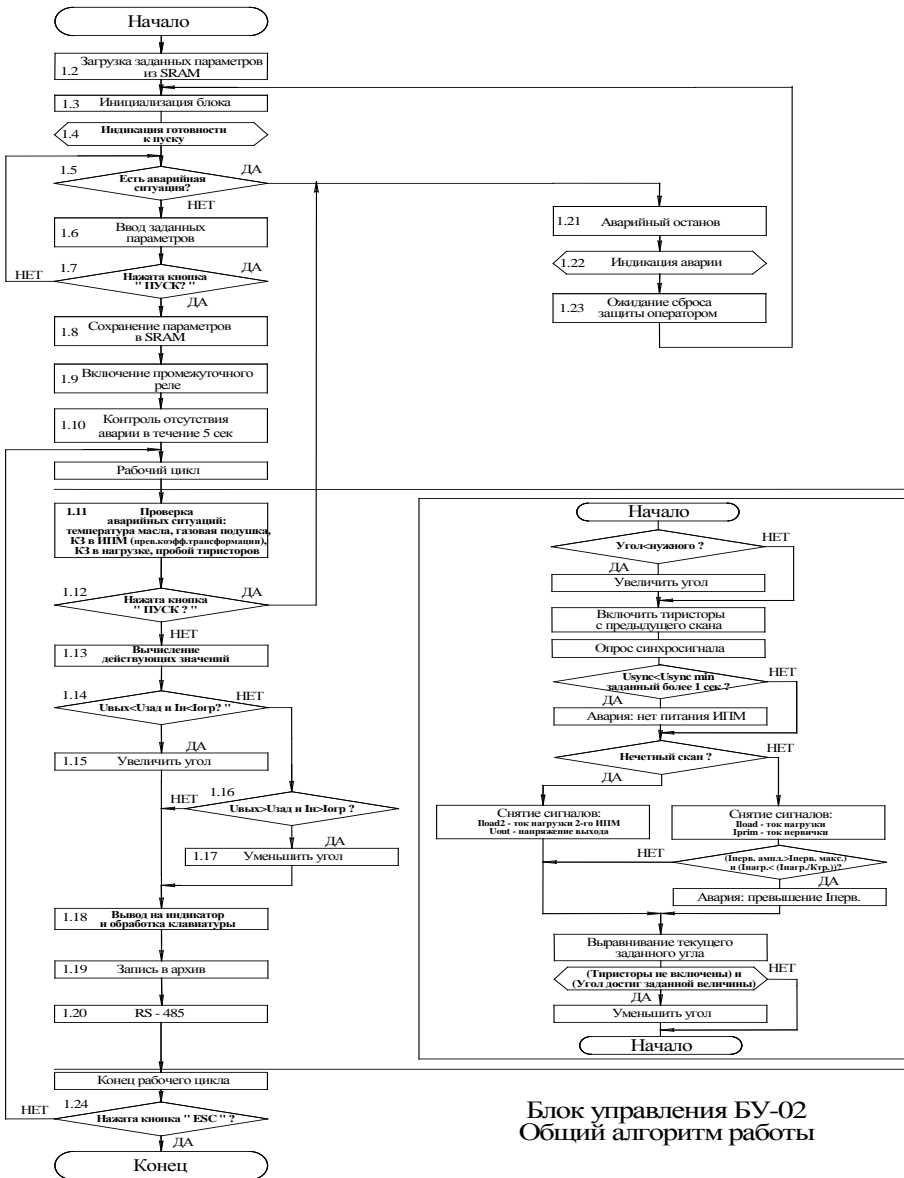 Начало
1.2 Загрузка заданных параметров
из SRAM
1.3 Инициализация блока
1.4 Индикация готовности
к пуску
1.5 ДА
Есть аварийная
ситуация?
НЕТ
1.6 Ввод заданных
параметров
1.7 ДА
НЕТ
Нажата кнопка
" ПУСК? "
ДА
1.8 Сохранение параметров
в SRAM
1.9 Включение промежуточного
реле
1.10 Контроль отсутствия
аварии в течение 5 сек
Рабочий цикл
1.11 Проверка
аварийных ситуаций:
температура масла, газовая подушка,
КЗ в ИПМ (прев.коэфф.трансформации),
КЗ в нагрузке, пробой тиристоров
1.12 ДА
Нажата кнопка
" ПУСК ? "
НЕТ
1.13 Вычисление
действующих значений
1.14 НЕТ
Uвых<Uзад и Iн<Iогр? "
ДА
1.15 Увеличить угол
1.16
НЕТ
Uвых>Uзад и Iн>Iогр ?
ДА
1.17 Уменьшить угол
1.18 Вывод на индикатор
и обработка клавиатуры
1.19 Запись в архив
1.20 RS - 485
Конец рабочего цикла
1.24
НЕТ
Нажата кнопка " ESC " ?
ДА
Конец
1.21 Аварийный останов
1.22 Индикация аварии
1.23 Ожидание сброса
защиты оператором
Начало
НЕТ
Угол<нужного ?
ДА
Увеличить угол
Включить тиристоры
с предыдущего скана
Опрос синхросигнала
Usync<Usync min
заданный более 1 сек ?
НЕТ
ДА
Авария: нет питания ИПМ
НЕТ
Нечетный скан ?
ДА
Снятие сигналов:
Iload2 - ток нагрузки 2-го ИПМ
Uout - напряжение выхода
Снятие сигналов:
Iload - ток нагрузки
Iprim - ток первички
НЕТ
(Iперв. ампл.>Iперв. макс.)
и (Iнагр.< (Iнагр./Kтр.))?
ДА
Авария: превышение Iперв.
Выравнивание текущего
заданного угла
НЕТ
(Тиристоры не включены) и
(Угол достиг заданной величины)
ДА
Уменьшить угол
Начало
Блок управления БУ-02
Общий алгоритм работы